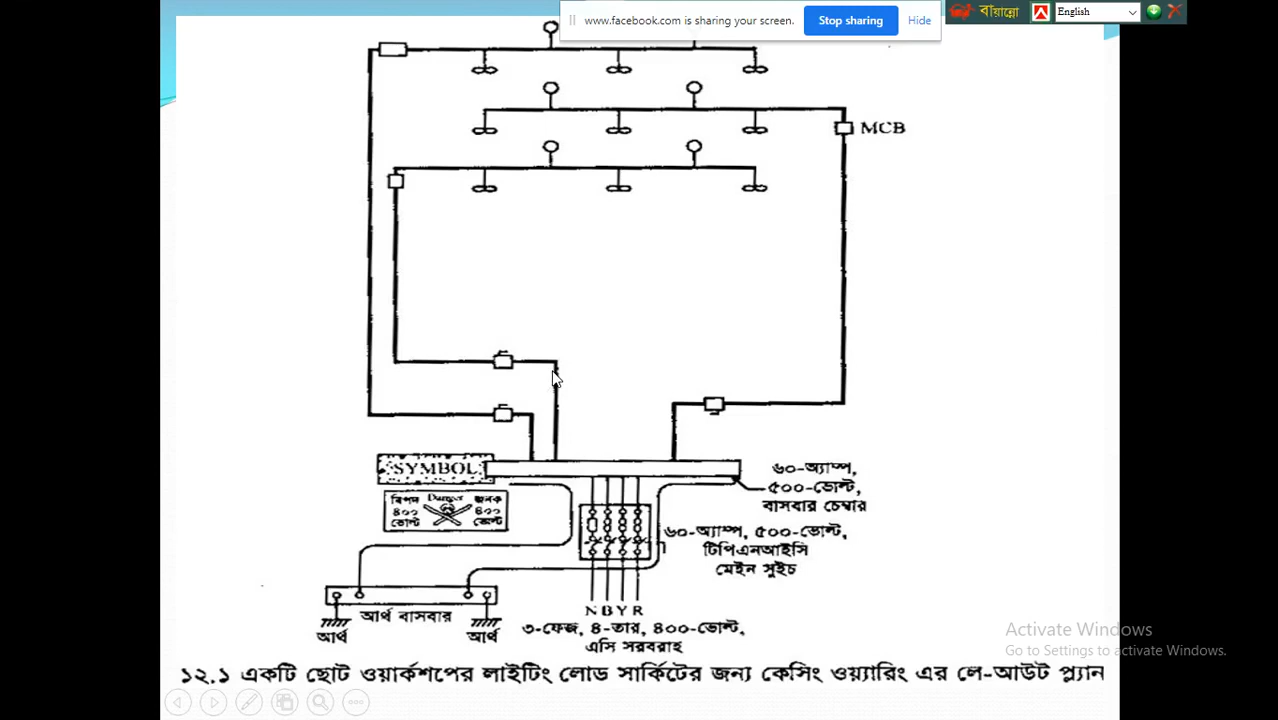 www.facebook.com is sharing your screen.
Stop sharing
Hide
বায়ান্নো
English
MCB
SYMBOL
বিপদ Danger জনক
৪০০ ৪০০
ভোল্ট ভোল্ট
৬০-অ্যাম্প,
৫০০-ভোল্ট,
বাসবার চেম্বার
৬০-অ্যাম্প, ৫০০-ভোল্ট,
টিপিএনআইসি
মেইন সুইচ
আর্থ বাসবার
আর্থ
আর্থ
N B Y R
৩-ফেজ, ৪-তার, ৪০০-ভোল্ট,
এসি সরবরাহ
Activate Windows
Go to Settings to activate Windows.
১২.১ একটি ছোট ওয়ার্কশপের লাইটিং লোড সার্কিটের জন্য কেসিং ওয়্যারিং এর লে-আউট প্ল্যান